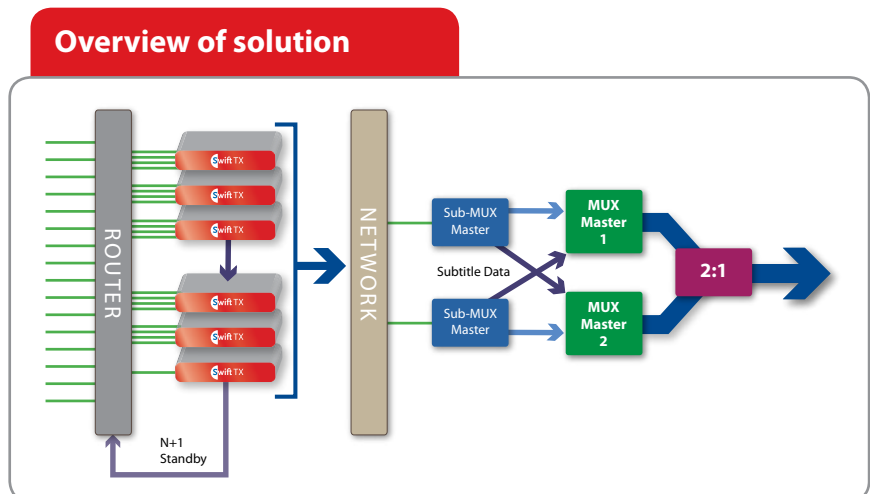 Overview of solution
ROUTER
Swift TX
Swift TX
Swift TX
Swift TX
Swift TX
Swift TX
N+1
Standby
NETWORK
Sub-MUX
Master
Subtitle Data
Sub-MUX
Master
MUX
Master
1
MUX
Master
2
2:1